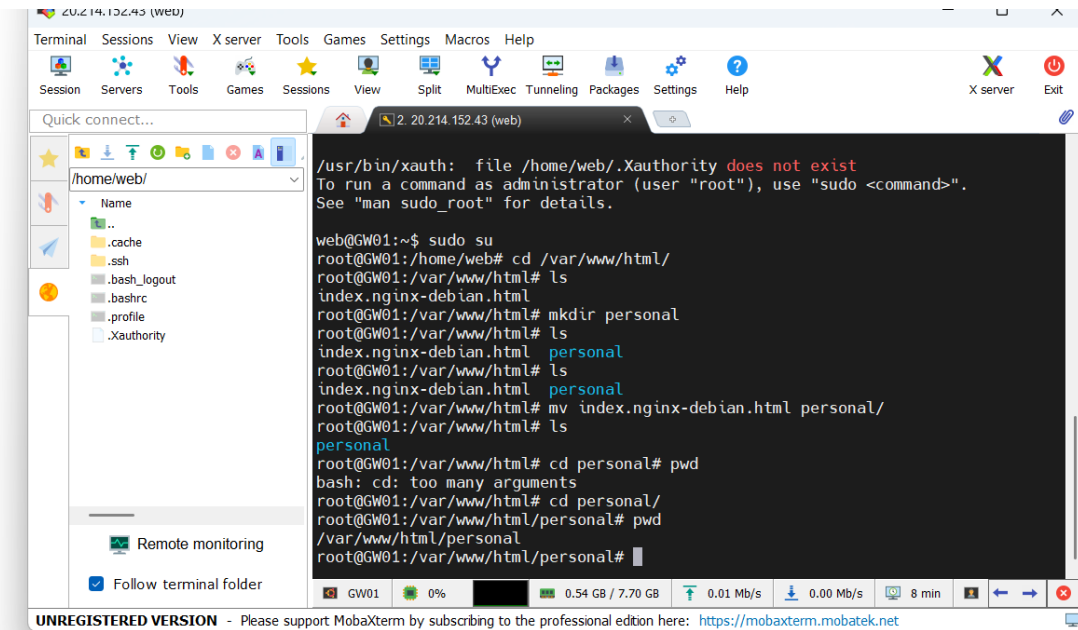 20.214.152.43 (web)
Terminal Sessions View X server Tools Games Settings Macros Help
Session Servers Tools Games Sessions View Split MultiExec Tunneling Packages Settings Help X server Exit
Quick connect...
2. 20.214.152.43 (web)
/home/web/
Name
..
.cache
.ssh
.bash_logout
.bashrc
.profile
.Xauthority
Remote monitoring
Follow terminal folder
/usr/bin/xauth:  file /home/web/.Xauthority does not exist
To run a command as administrator (user "root"), use "sudo <command>".
See "man sudo_root" for details.
web@GW01:~$ sudo su
root@GW01:/home/web# cd /var/www/html/
root@GW01:/var/www/html# ls
index.nginx-debian.html
root@GW01:/var/www/html# mkdir personal
root@GW01:/var/www/html# ls
index.nginx-debian.html  personal
root@GW01:/var/www/html# ls
index.nginx-debian.html  personal
root@GW01:/var/www/html# mv index.nginx-debian.html personal/
root@GW01:/var/www/html# ls
personal
root@GW01:/var/www/html# cd personal# pwd
bash: cd: too many arguments
root@GW01:/var/www/html# cd personal/
root@GW01:/var/www/html/personal# pwd
/var/www/html/personal
root@GW01:/var/www/html/personal#
GW01 0% 0.54 GB / 7.70 GB 0.01 Mb/s 0.00 Mb/s 8 min
UNREGISTERED VERSION - Please support MobaXterm by subscribing to the professional edition here: https://mobaxterm.mobatek.net